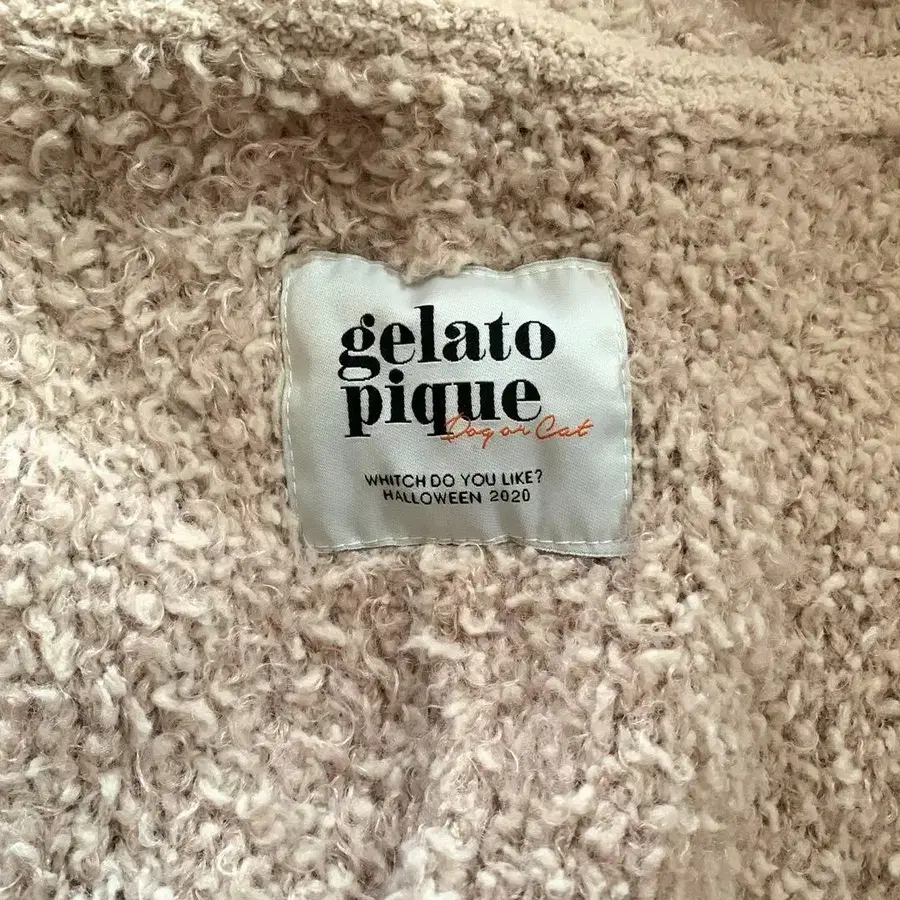 gelato
pique
Dog or Cat
WHITCH DO YOU LIKE?
HALLOWEEN 2020